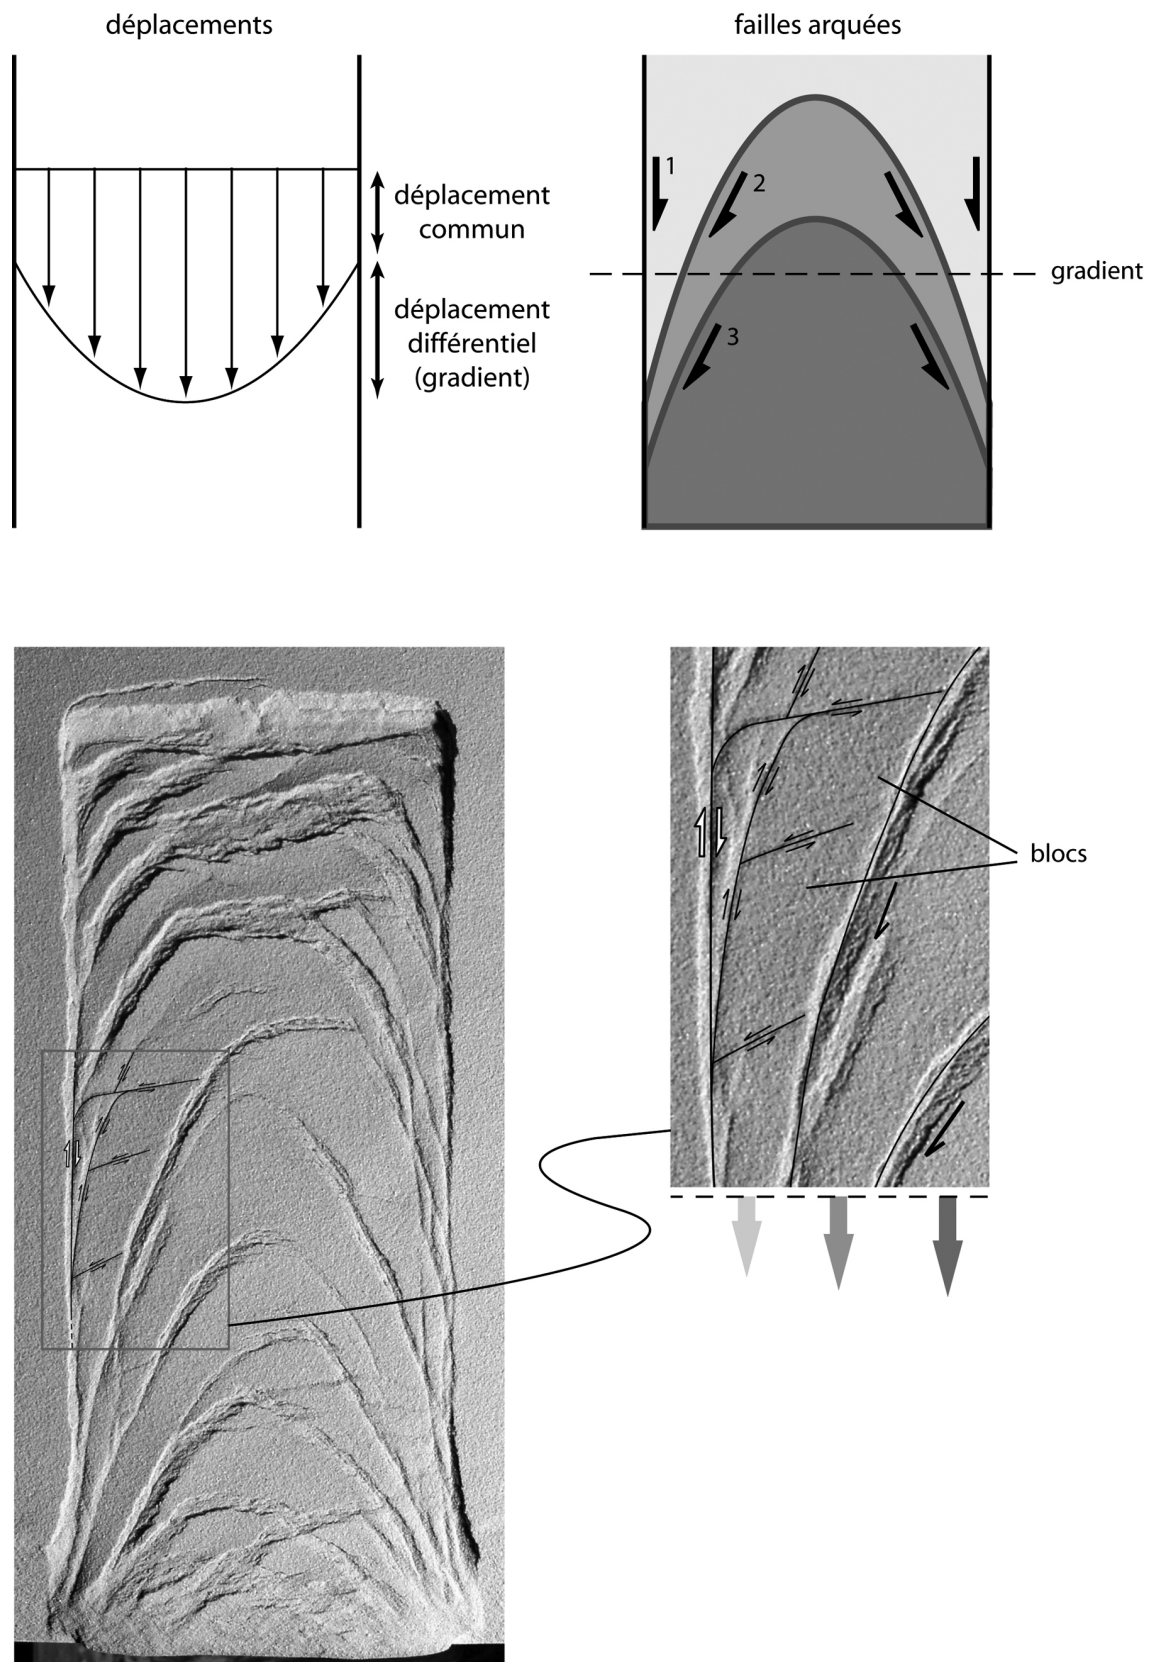 déplacements
déplacement
commun
déplacement
différentiel
(gradient)
failles arquées
1
2
gradient
3
blocs